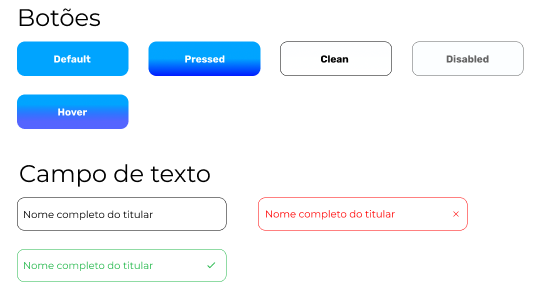 Botões
Default
Pressed
Clean
Disabled
Hover
Campo de texto
Nome completo do titular
Nome completo do titular
Nome completo do titular